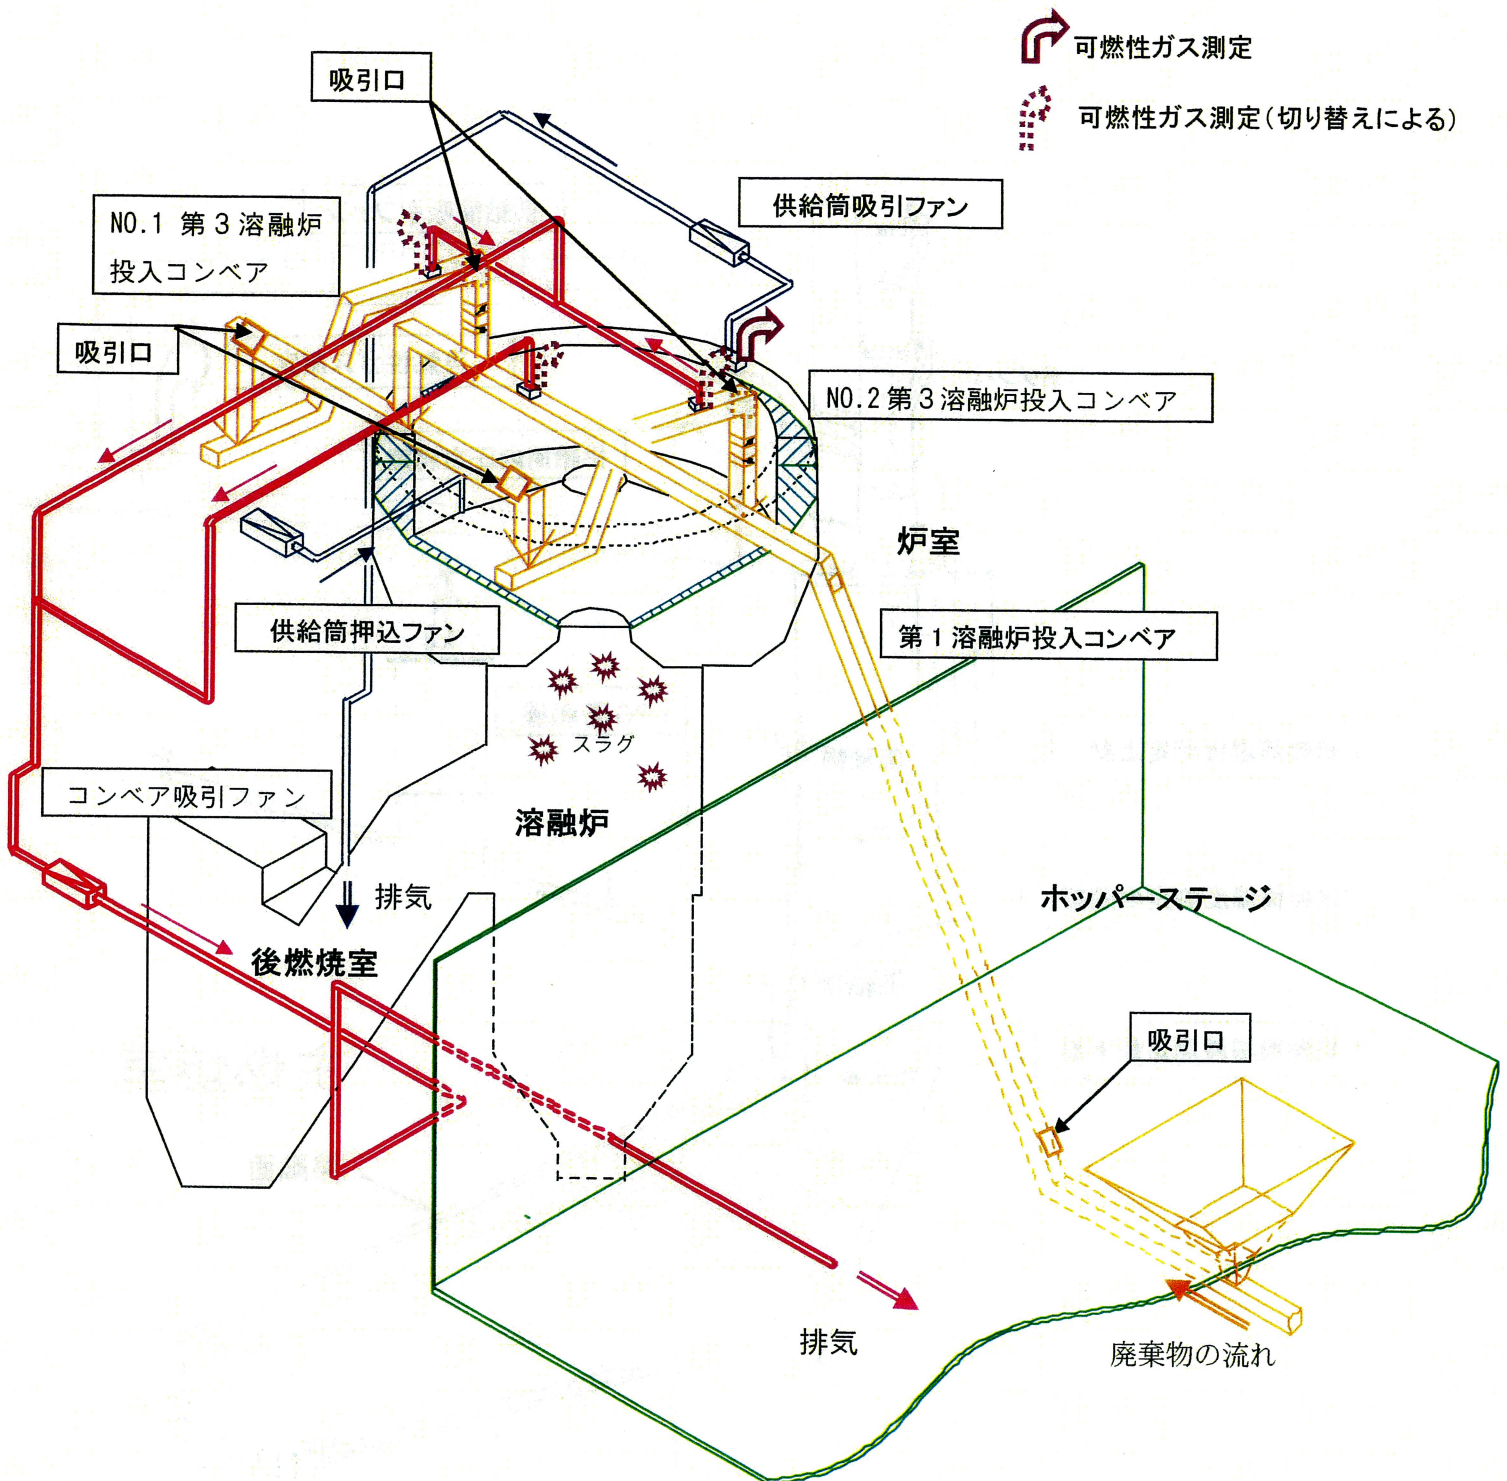 可燃性ガス測定
可燃性ガス測定(切り替えによる)
吸引口
供給筒吸引ファン
NO.1 第3溶融炉
投入コンベア
吸引口
NO.2第3溶融炉投入コンベア
炉室
供給筒押込ファン
第1溶融炉投入コンベア
スラグ
コンベア吸引ファン
溶融炉
排気
ホッパーステージ
後燃焼室
吸引口
排気
廃棄物の流れ